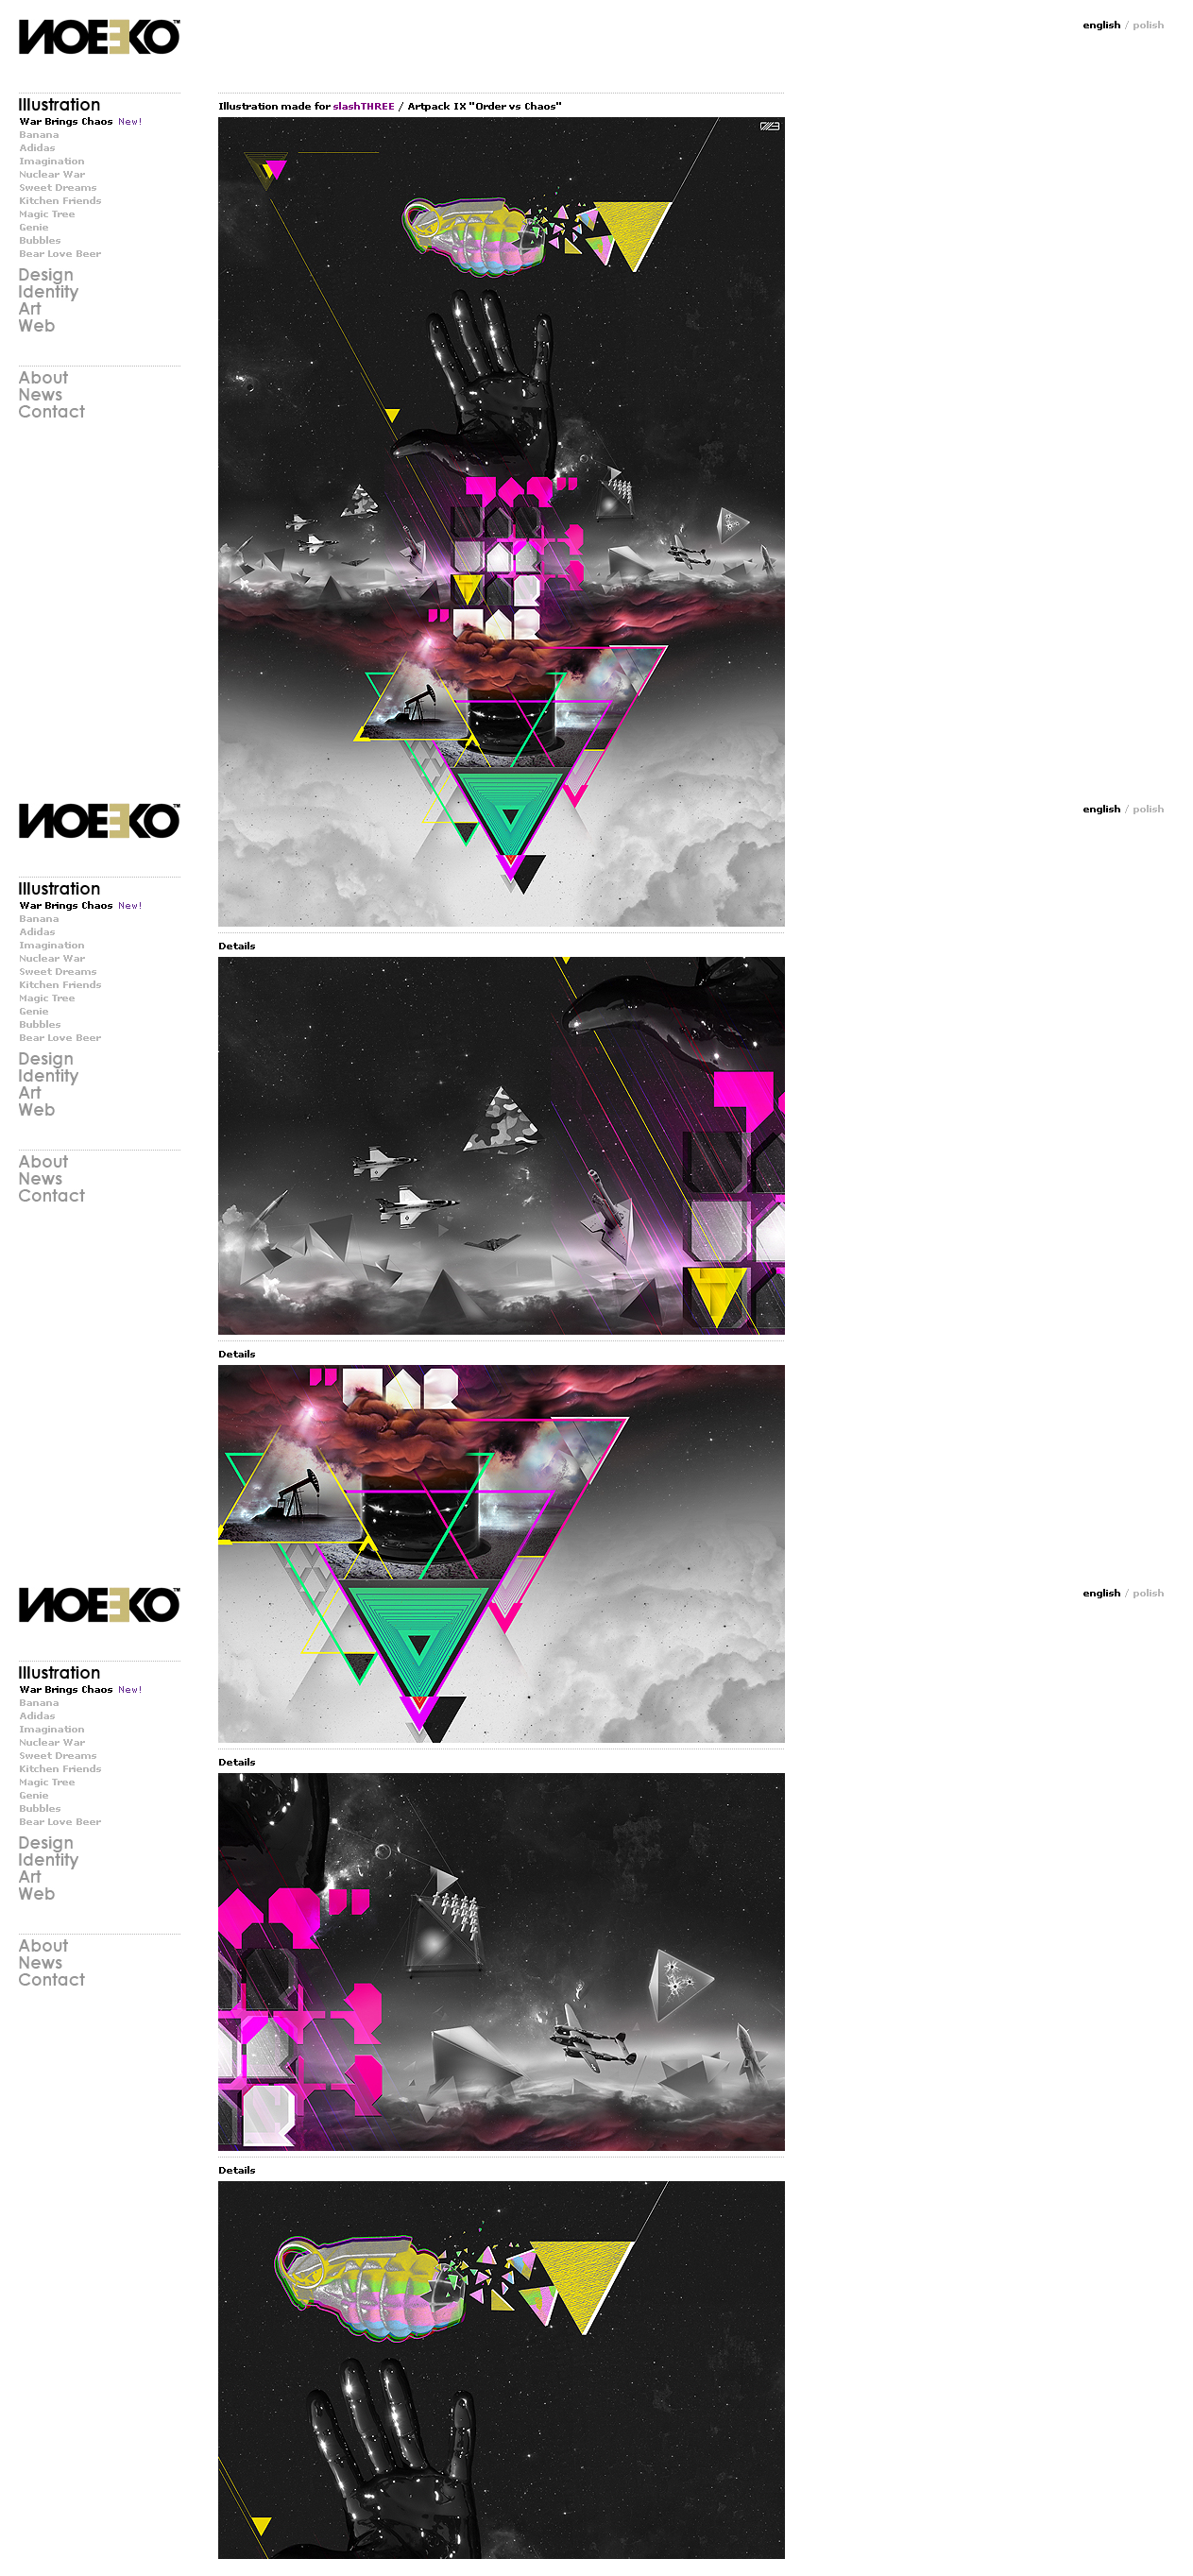 NOEEKO™
english / polish
Illustration
War Brings Chaos New!
Banana
Adidas
Imagination
Nuclear War
Sweet Dreams
Kitchen Friends
Magic Tree
Genie
Bubbles
Bear Love Beer
Design
Identity
Art
Web
About
News
Contact
Illustration made for slashTHREE / Artpack IX "Order vs Chaos"
NOEEKO™
english / polish
Illustration
War Brings Chaos New!
Banana
Adidas
Imagination
Nuclear War
Sweet Dreams
Kitchen Friends
Magic Tree
Genie
Bubbles
Bear Love Beer
Design
Identity
Art
Web
About
News
Contact
Details
Details
NOEEKO™
english / polish
Illustration
War Brings Chaos New!
Banana
Adidas
Imagination
Nuclear War
Sweet Dreams
Kitchen Friends
Magic Tree
Genie
Bubbles
Bear Love Beer
Design
Identity
Art
Web
About
News
Contact
Details
Details